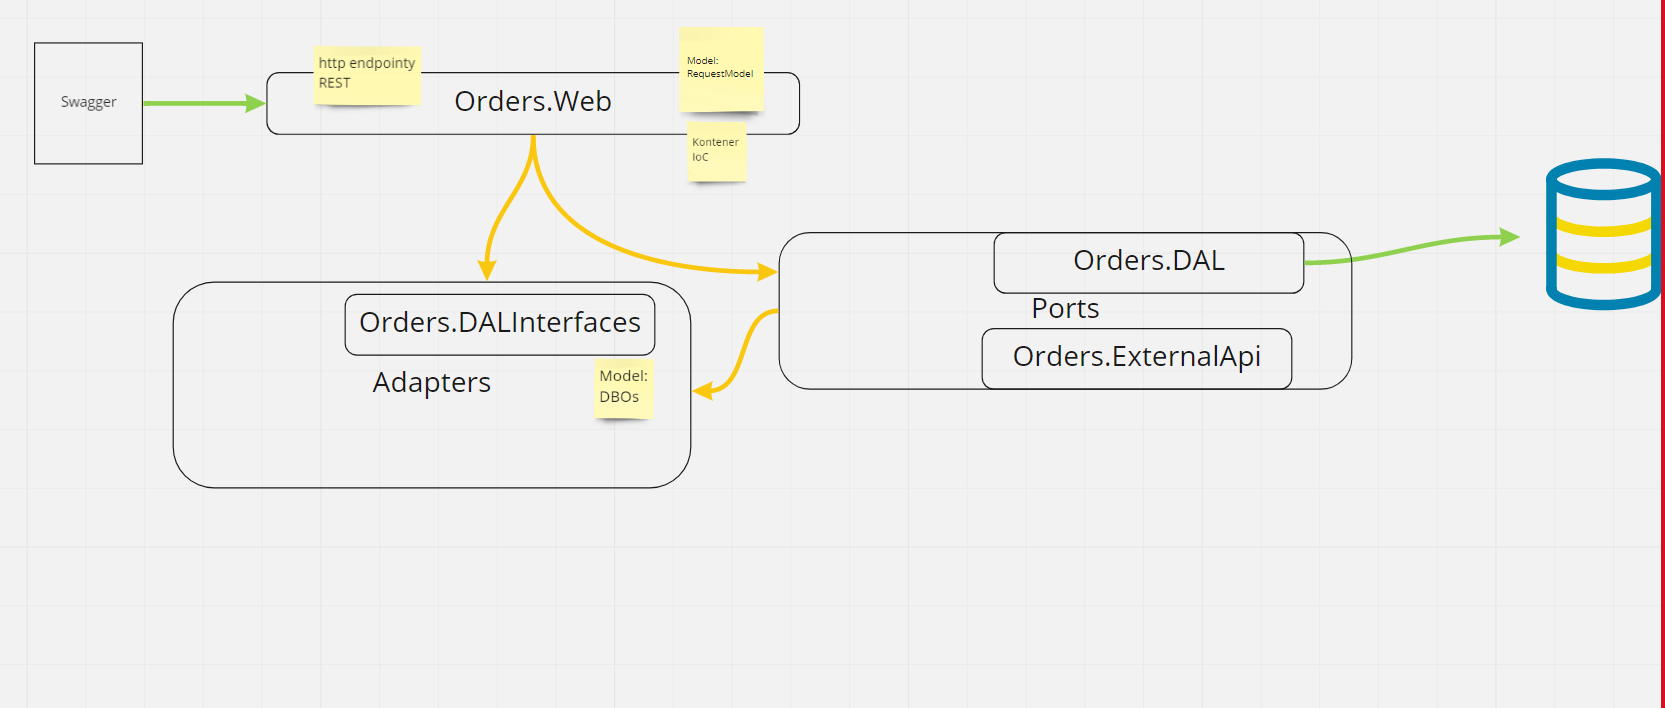 Swagger
http endpointy
REST
Orders.Web
Model:
RequestModel
Kontener
IoC
Orders.DALInterfaces
Adapters
Model:
DBOs
Orders.DAL
Ports
Orders.ExternalApi